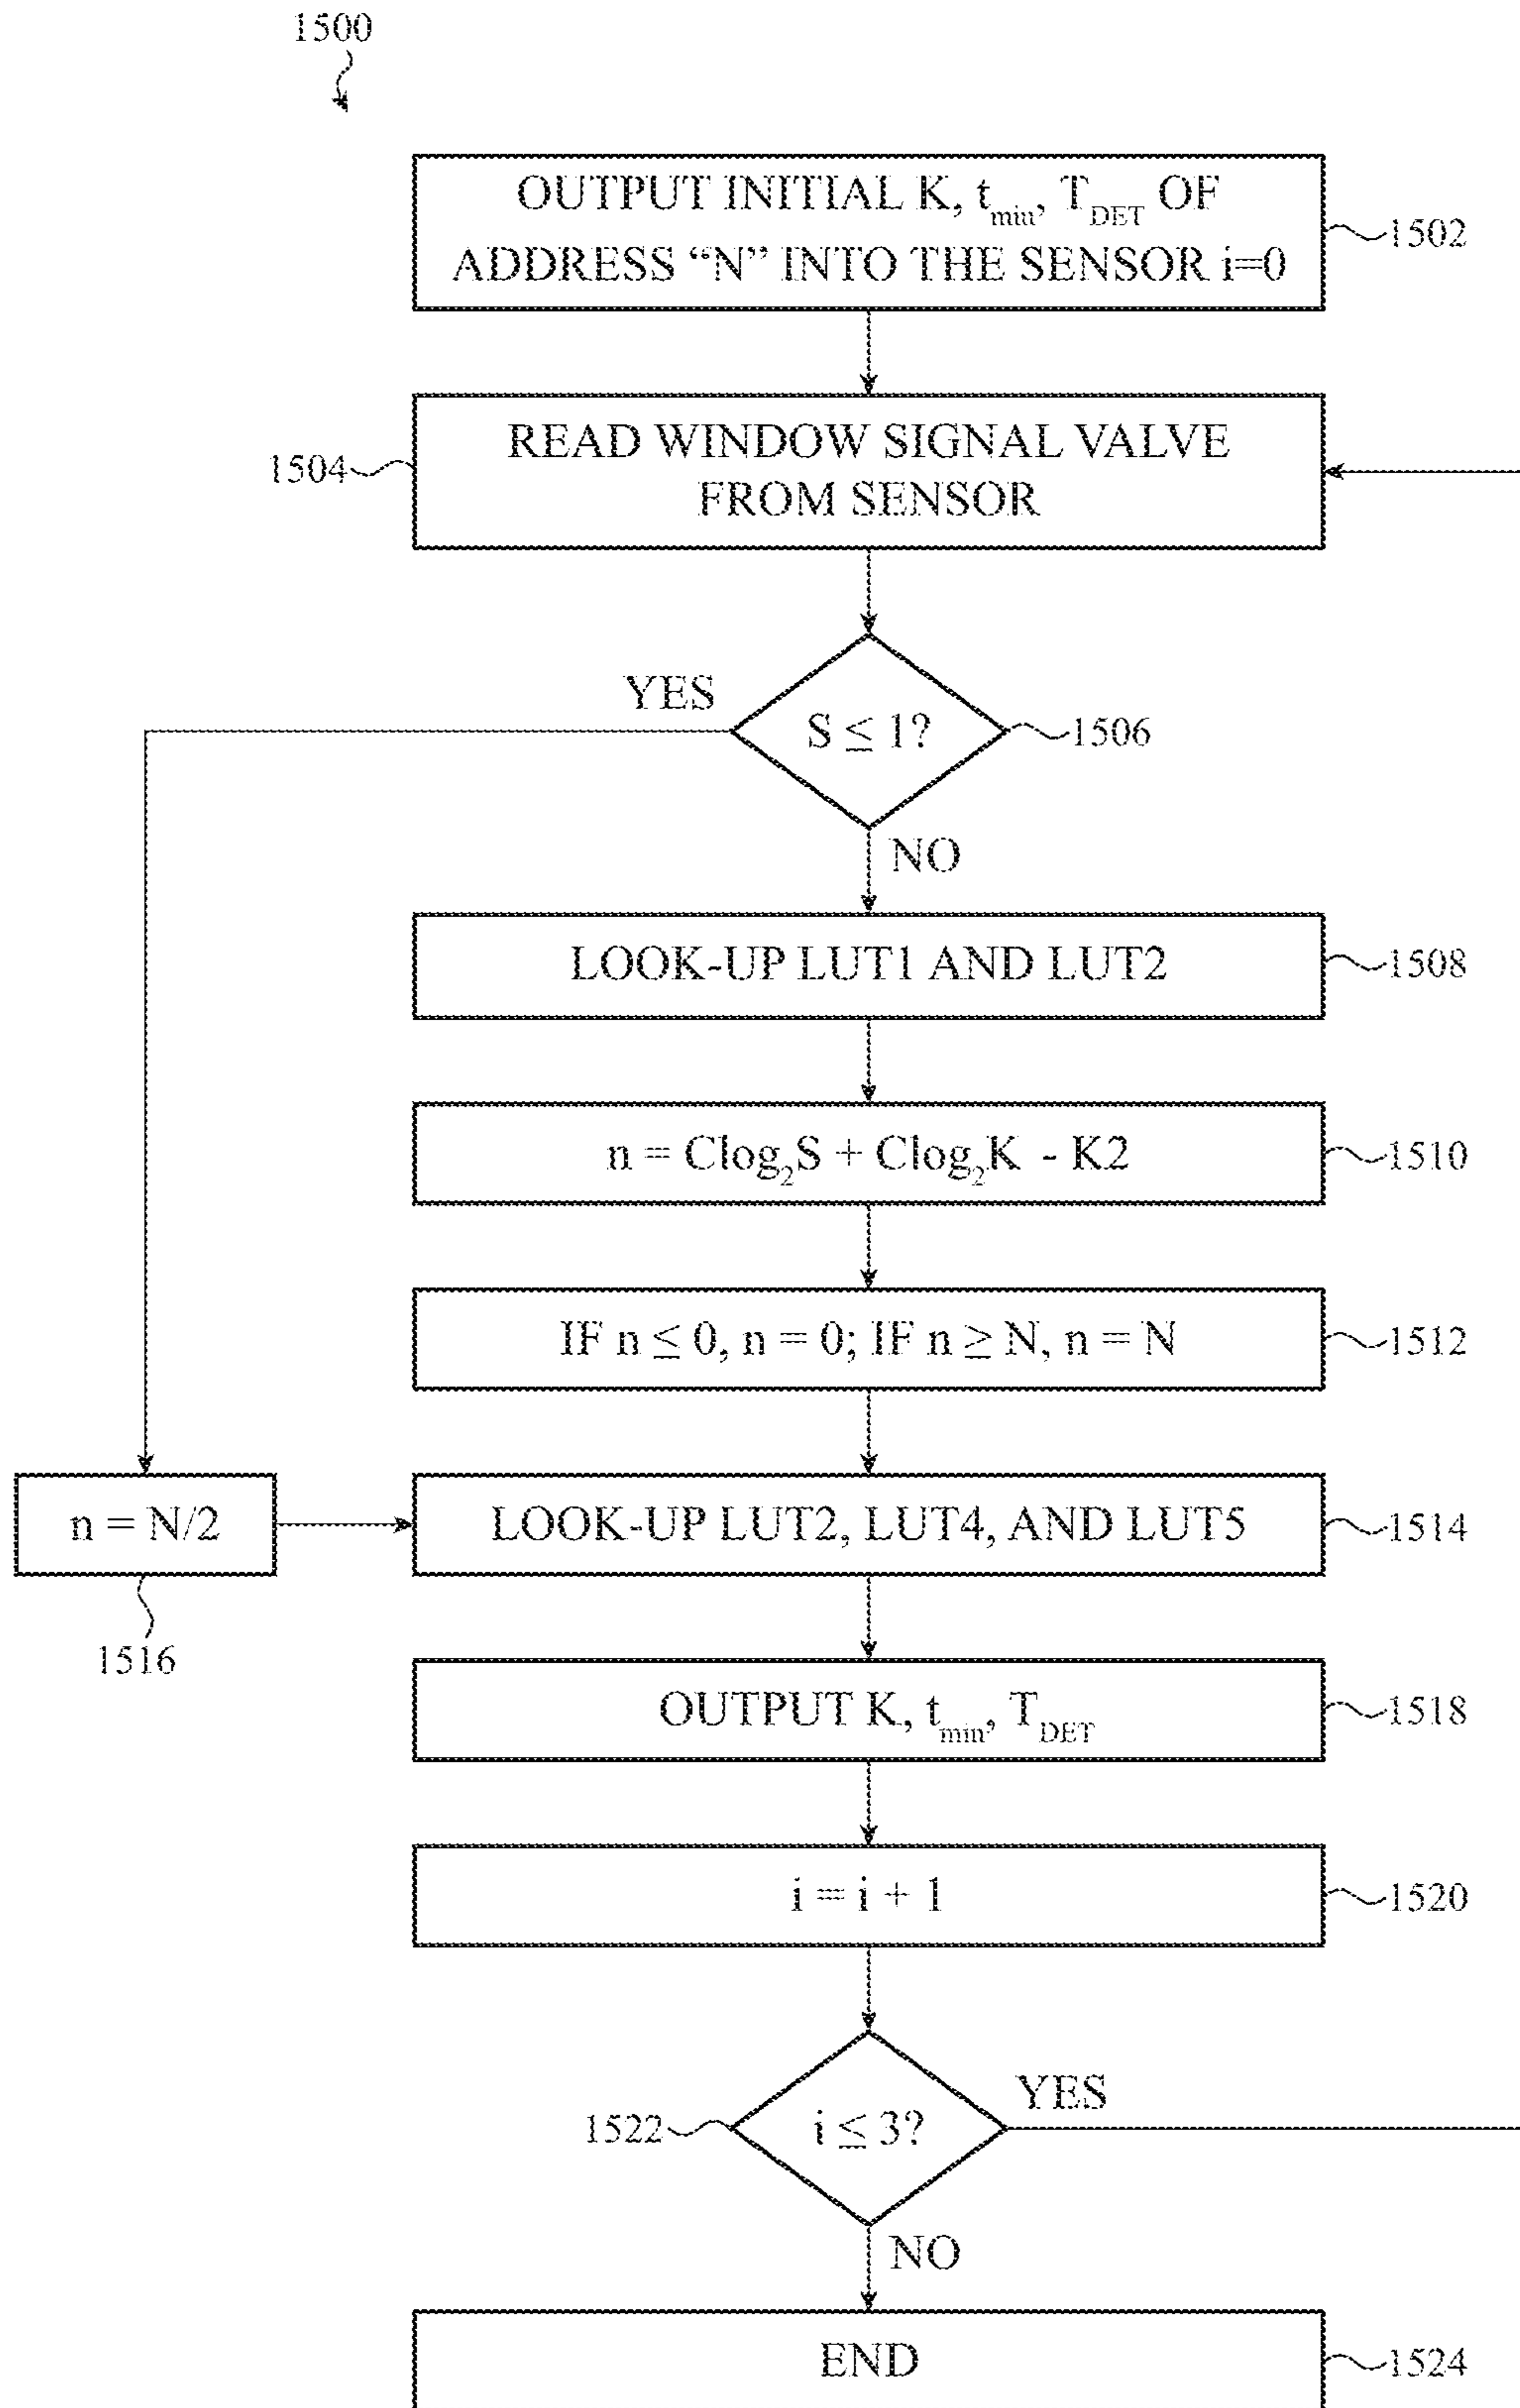 1500
OUTPUT INITIAL K, tmin, TDET OF
ADDRESS “N” INTO THE SENSOR i=0
1502
READ WINDOW SIGNAL VALVE
FROM SENSOR
1504
YES
S ≤ 1?
1506
NO
LOOK-UP LUT1 AND LUT2
1508
n = Clog2S + Clog2K - K2
1510
IF n ≤ 0, n = 0; IF n ≥ N, n = N
1512
n = N/2
1516
LOOK-UP LUT2, LUT4, AND LUT5
1514
OUTPUT K, tmin, TDET
1518
i = i + 1
1520
1522
i ≤ 3?
YES
NO
END
1524